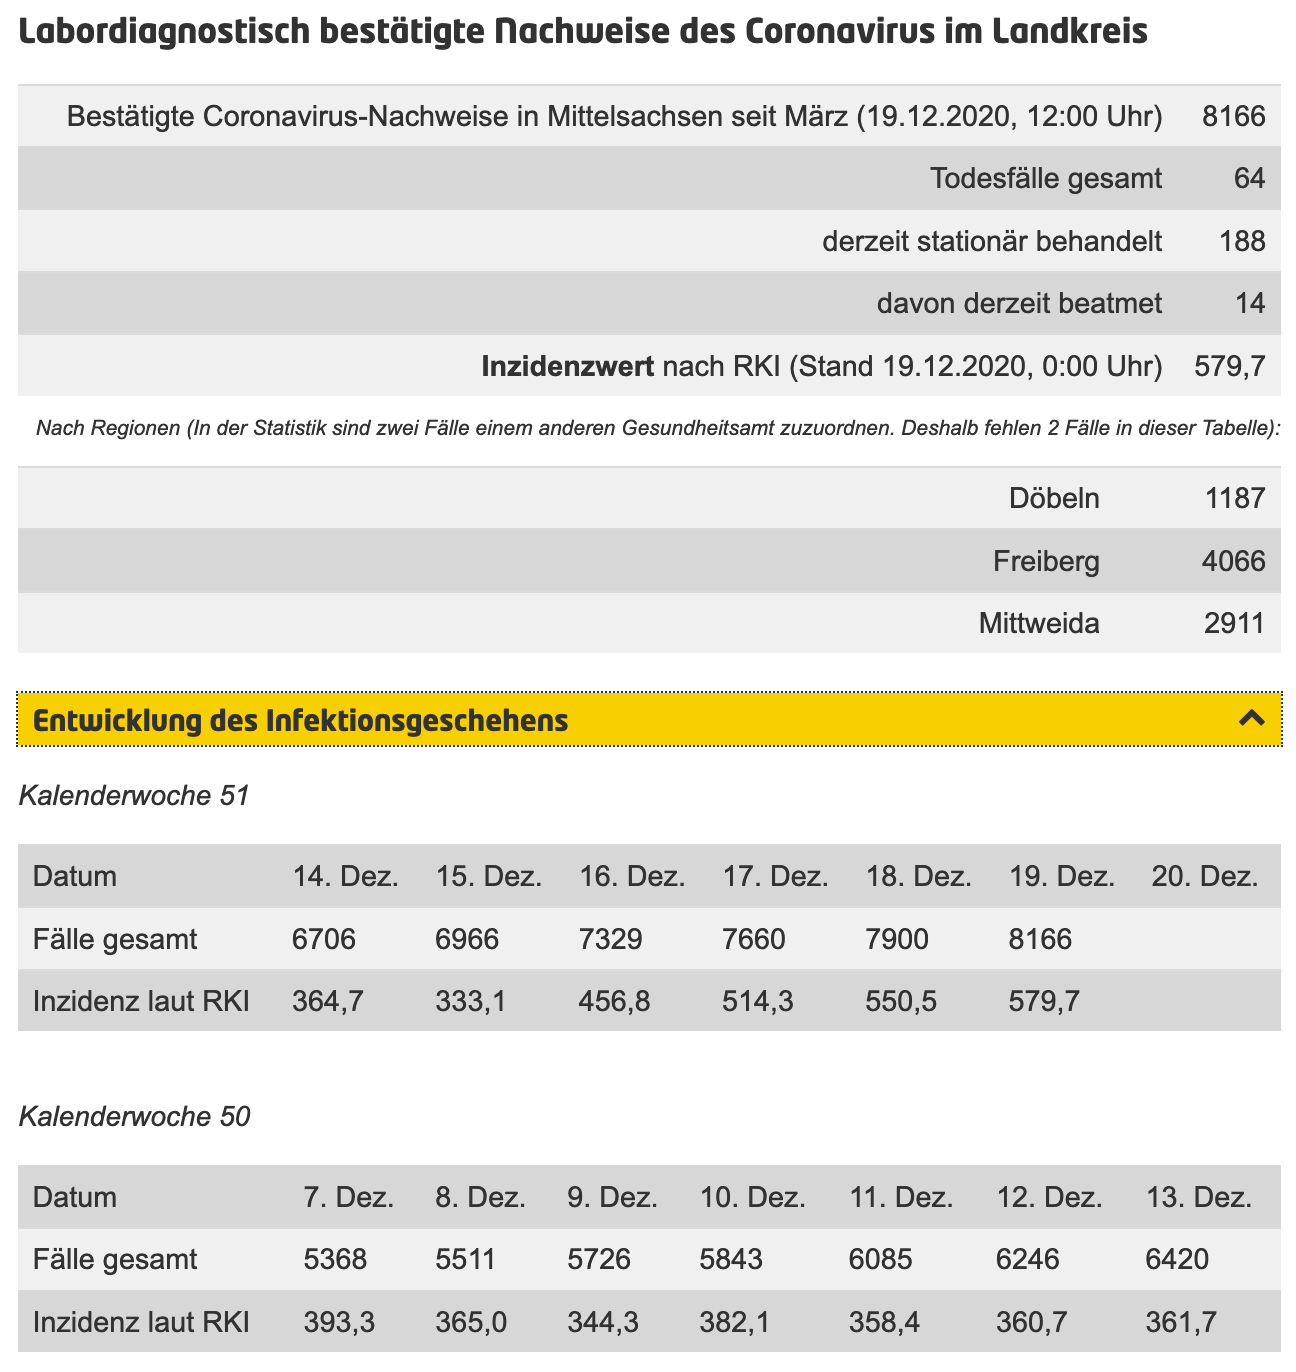 Labordiagnostisch bestätigte Nachweise des Coronavirus im Landkreis
Bestätigte Coronavirus-Nachweise in Mittelsachsen seit März (19.12.2020, 12:00 Uhr) 8166
Todesfälle gesamt 64
derzeit stationär behandelt 188
davon derzeit beatmet 14
Inzidenzwert nach RKI (Stand 19.12.2020, 0:00 Uhr) 579,7
Nach Regionen (In der Statistik sind zwei Fälle einem anderen Gesundheitsamt zuzuordnen. Deshalb fehlen 2 Fälle in dieser Tabelle):
Döbeln 1187
Freiberg 4066
Mittweida 2911
Entwicklung des Infektionsgeschehens
Kalenderwoche 51
Datum 14. Dez. 15. Dez. 16. Dez. 17. Dez. 18. Dez. 19. Dez. 20. Dez.
Fälle gesamt 6706 6966 7329 7660 7900 8166
Inzidenz laut RKI 364,7 333,1 456,8 514,3 550,5 579,7
Kalenderwoche 50
Datum 7. Dez. 8. Dez. 9. Dez. 10. Dez. 11. Dez. 12. Dez. 13. Dez.
Fälle gesamt 5368 5511 5726 5843 6085 6246 6420
Inzidenz laut RKI 393,3 365,0 344,3 382,1 358,4 360,7 361,7